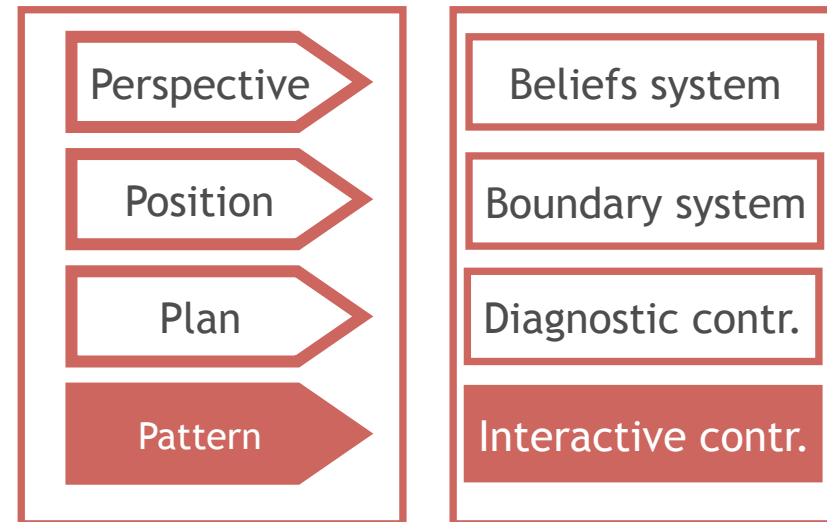 Perspective
Beliefs system
Position
Boundary system
Plan
Diagnostic contr.
Pattern
Interactive contr.